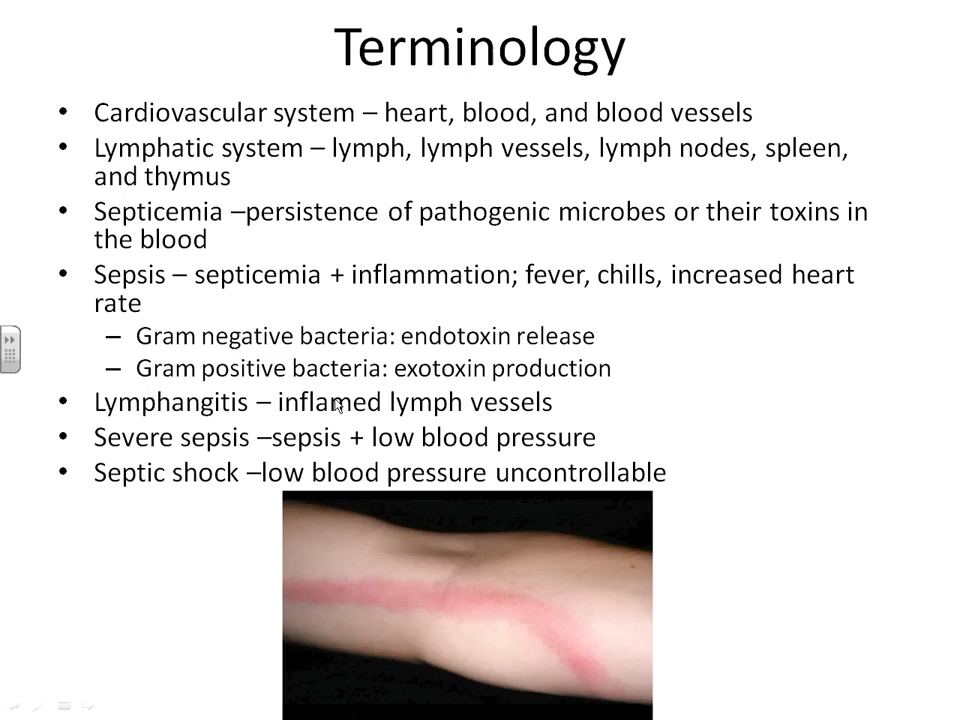 Terminology
• Cardiovascular system – heart, blood, and blood vessels
• Lymphatic system – lymph, lymph vessels, lymph nodes, spleen,
and thymus
• Septicemia –persistence of pathogenic microbes or their toxins in
the blood
• Sepsis – septicemia + inflammation; fever, chills, increased heart
rate
– Gram negative bacteria: endotoxin release
– Gram positive bacteria: exotoxin production
• Lymphangitis – inflamed lymph vessels
• Severe sepsis –sepsis + low blood pressure
• Septic shock –low blood pressure uncontrollable